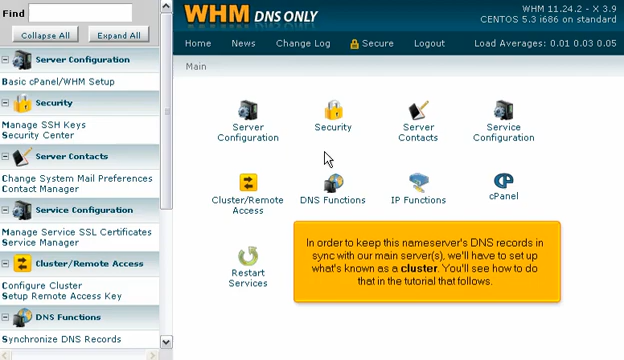 Find
Collapse All
Expand All
Server Configuration
Basic cPanel/WHM Setup
Security
Manage SSH Keys
Security Center
Server Contacts
Change System Mail Preferences
Contact Manager
Service Configuration
Manage Service SSL Certificates
Service Manager
Cluster/Remote Access
Configure Cluster
Setup Remote Access Key
DNS Functions
Synchronize DNS Records
WHM DNS ONLY
WHM 11.24.2 - X 3.9
CENTOS 5.3 i686 on standard
Home News Change Log Secure Logout Load Averages: 0.01 0.03 0.05
Main
Server
Configuration
Security
Server
Contacts
Service
Configuration
Cluster/Remote
Access
DNS Functions
IP Functions
cPanel
Restart
Services
In order to keep this nameserver's DNS records in
sync with our main server(s), we'll have to set up
what's known as a cluster. You'll see how to do
that in the tutorial that follows.